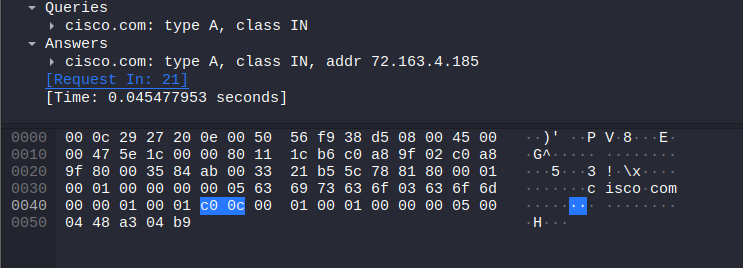 Queries
cisco.com: type A, class IN
Answers
cisco.com: type A, class IN, addr 72.163.4.185
[Request In: 21]
[Time: 0.045477953 seconds]
0000 00 0c 29 27 20 0e 00 50 56 f9 38 d5 08 00 45 00 ··)' ··P V·8···E·
0010 00 47 5e 1c 00 00 80 11 1c b6 c0 a8 9f 02 c0 a8 ·G^····· ········
0020 9f 80 00 35 84 ab 00 33 21 b5 5c 78 81 80 00 01 ···5···3 !·\x····
0030 00 01 00 00 00 00 05 63 69 73 63 6f 03 63 6f 6d ·······c isco·com
0040 00 00 01 00 01 c0 0c 00 01 00 01 00 00 00 05 00 ········ ········
0050 04 48 a3 04 b9 ·H···